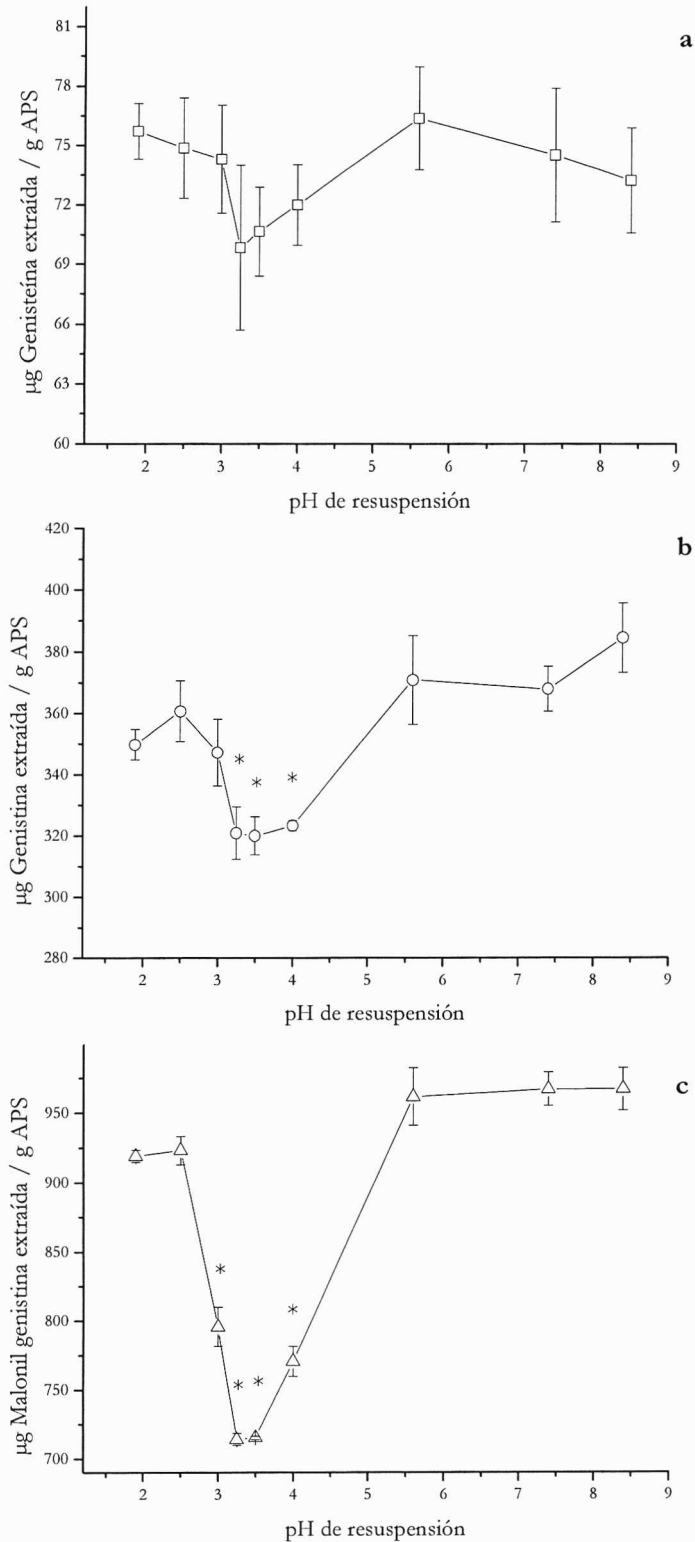 a
81
78
75
72
69
66
63
60
µg Genisteína extraída / g APS
2 3 4 5 6 7 8 9
pH de resuspensión
b
420
400
380
360
340
320
300
280
µg Genistina extraída / g APS
* * *
2 3 4 5 6 7 8 9
pH de resuspensión
c
950
900
850
800
750
700
µg Malonil genistina extraída / g APS
* * * *
2 3 4 5 6 7 8 9
pH de resuspensión